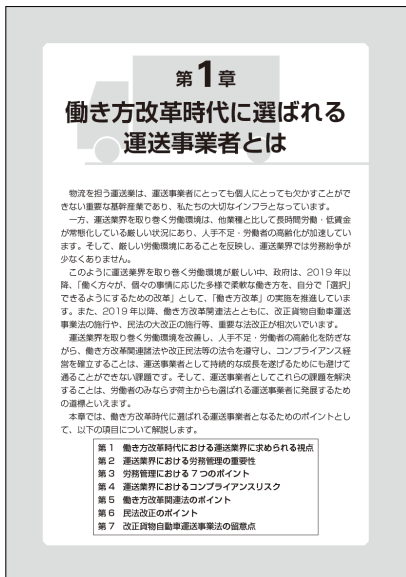 第1章
働き方改革時代に選ばれる
運送事業者とは
物流を担う運送業は、運送事業者にとっても個人にとっても欠かすことがで
きない重要な基幹産業であり、私たちの大切なインフラとなっています。
一方、運送業界を取り巻く労働環境は、他業種と比して長時間労働・低賃金
が常態化している厳しい状況にあり、人手不足・労働者の高齢化が加速してい
ます。そして、厳しい労働環境にあることを反映し、運送業界では労務紛争が
少なくありません。
このように運送業界を取り巻く労働環境が厳しい中、政府は、2019年以
降、「働く方々が、個々の事情に応じた多様で柔軟な働き方を、自分で「選択」
できるようにするための改革」として、「働き方改革」の実施を推進していま
す。また、2019年以降、働き方改革関連法とともに、改正貨物自動車運送
事業法の施行や、民法の大改正の施行等、重要な法改正が相次いでいます。
運送業界を取り巻く労働環境を改善し、人手不足・労働者の高齢化を防ぎな
がら、働き方改革関連諸法や改正民法等の法令を遵守し、コンプライアンス経
営を確立することは、運送事業者として持続的な成長を遂げるためにも避けて
通ることができない課題です。そして、運送事業者としてこれらの課題を解決
することは、労働者のみならず荷主からも選ばれる運送事業者に発展するため
の道標といえます。
本章では、働き方改革時代に選ばれる運送事業者となるためのポイントとし
て、以下の項目について解説します。
第1 働き方改革時代における運送業界に求められる視点
第2 運送業界における労務管理の重要性
第3 労務管理における7つのポイント
第4 運送業界におけるコンプライアンスリスク
第5 働き方改革関連法のポイント
第6 民法改正のポイント
第7 改正貨物自動車運送事業法の留意点